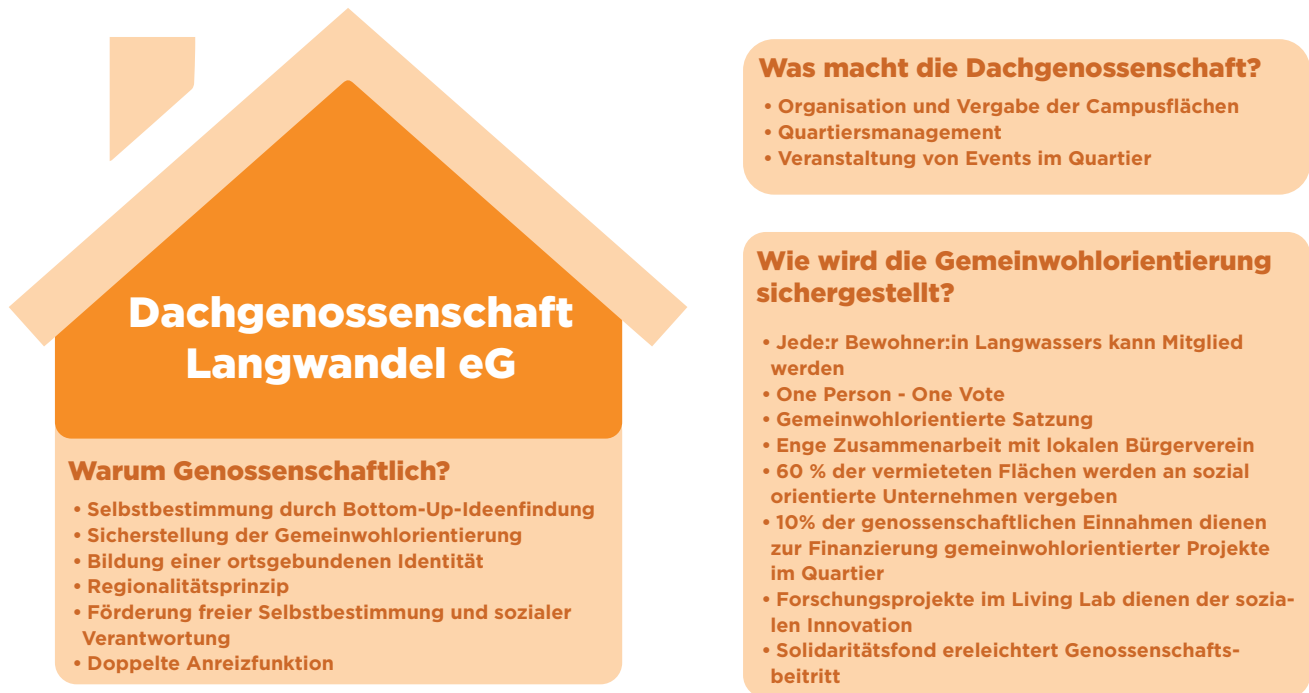 Dachgenossenschaft
Langwandel eG
Warum Genossenschaftlich?
• Selbstbestimmung durch Bottom-Up-Ideenfindung
• Sicherstellung der Gemeinwohlorientierung
• Bildung einer ortsgebundenen Identität
• Regionalitätsprinzip
• Förderung freier Selbstbestimmung und sozialer
Verantwortung
• Doppelte Anreizfunktion
Was macht die Dachgenossenschaft?
• Organisation und Vergabe der Campusflächen
• Quartiersmanagement
• Veranstaltung von Events im Quartier
Wie wird die Gemeinwohlorientierung
sichergestellt?
• Jede:r Bewohner:in Langwassers kann Mitglied
werden
• One Person - One Vote
• Gemeinwohlorientierte Satzung
• Enge Zusammenarbeit mit lokalen Bürgerverein
• 60 % der vermieteten Flächen werden an sozial
orientierte Unternehmen vergeben
• 10% der genossenschaftlichen Einnahmen dienen
zur Finanzierung gemeinwohlorientierter Projekte
im Quartier
• Forschungsprojekte im Living Lab dienen der sozia-
len Innovation
• Solidaritätsfond ereleichtert Genossenschafts-
beitritt